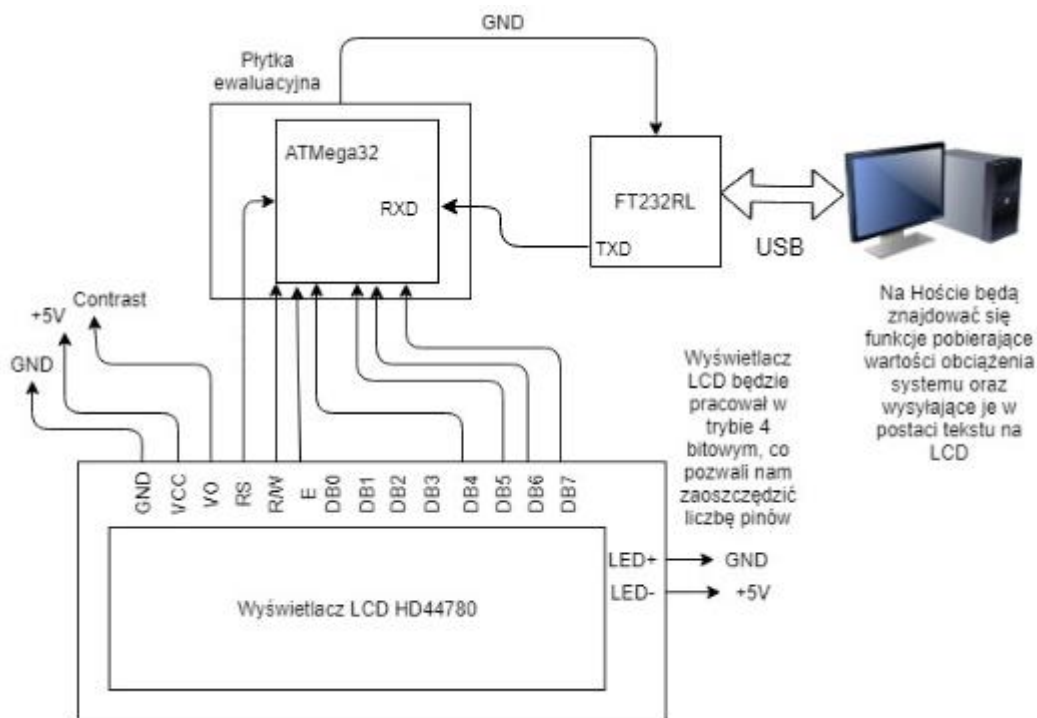 GND
Płytka
ewaluacyjna
ATMega32
RXD
FT232RL
TXD
USB
Na Hoście będą
znajdować się
funkcje pobierające
wartości obciążenia
systemu oraz
wysyłające je w
postaci tekstu na
LCD
Contrast
+5V
GND
Wyświetlacz
LCD będzie
pracował w
trybie 4
bitowym, co
pozwali nam
zaoszczędzić
liczbę pinów
GND
VCC
VO
RS
R/W
E
DB0
DB1
DB2
DB3
DB4
DB5
DB6
DB7
LED+
GND
LED-
+5V
Wyświetlacz LCD HD44780